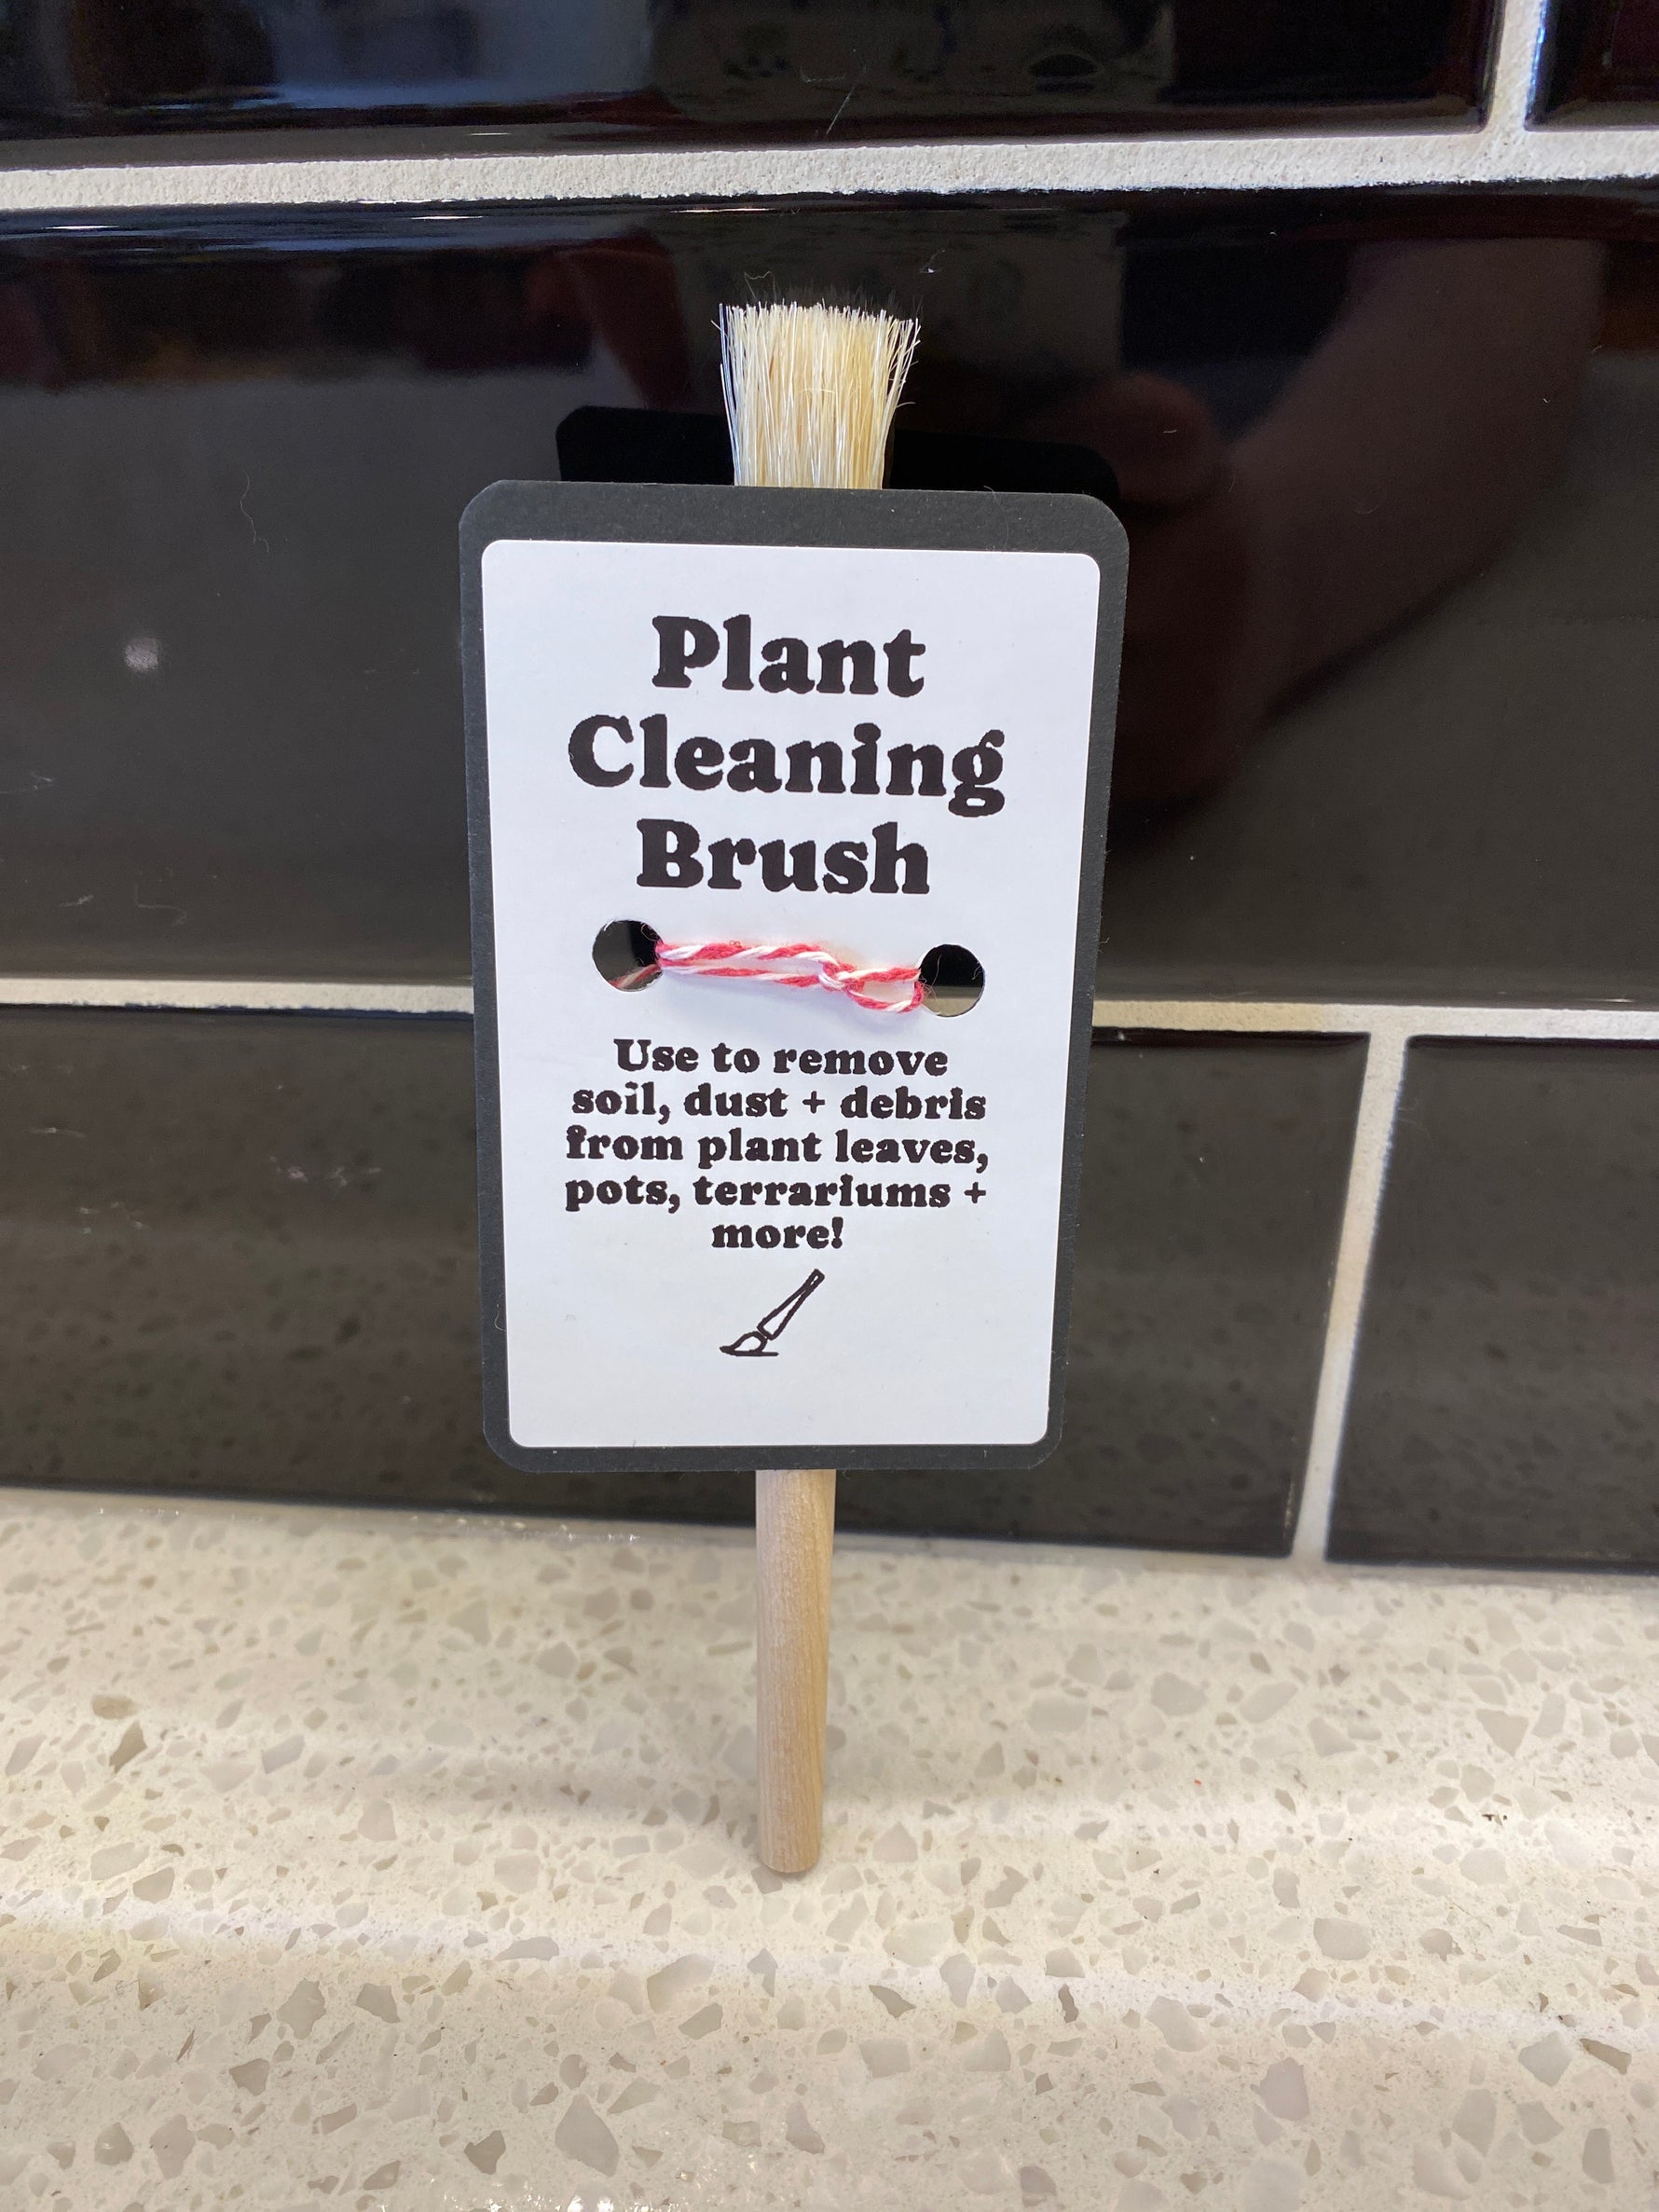 Plant
Cleaning
Brush
Use to remove
soil, dust + debris
from plant leaves,
pots, terrariums +
more!